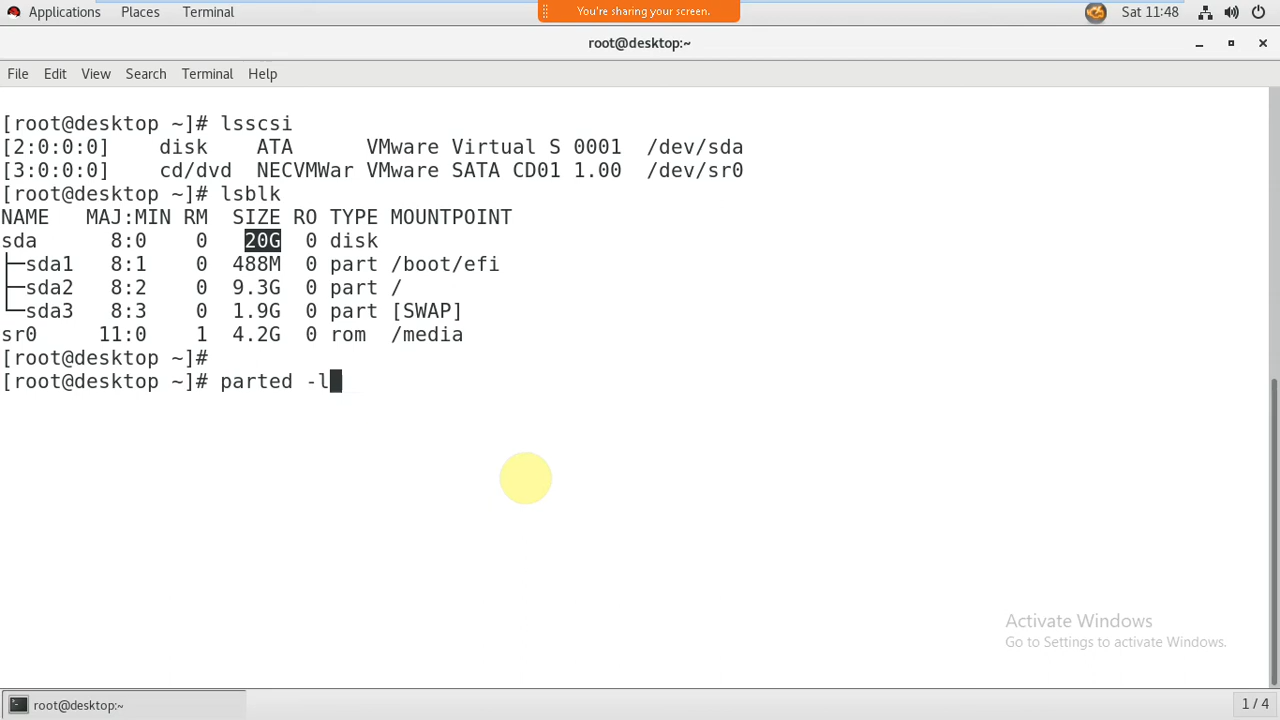 Applications Places Terminal You're sharing your screen. Sat 11:48
root@desktop:~
File Edit View Search Terminal Help
[root@desktop ~]# lsscsi
[2:0:0:0]    disk    ATA      VMware Virtual S 0001  /dev/sda
[3:0:0:0]    cd/dvd  NECVMWar VMware SATA CD01 1.00  /dev/sr0
[root@desktop ~]# lsblk
NAME   MAJ:MIN RM  SIZE RO TYPE MOUNTPOINT
sda      8:0    0   20G  0 disk
├─sda1   8:1    0  488M  0 part /boot/efi
├─sda2   8:2    0  9.3G  0 part /
└─sda3   8:3    0  1.9G  0 part [SWAP]
sr0     11:0    1  4.2G  0 rom  /media
[root@desktop ~]#
[root@desktop ~]# parted -l
Activate Windows
Go to Settings to activate Windows.
root@desktop:~ 1 / 4